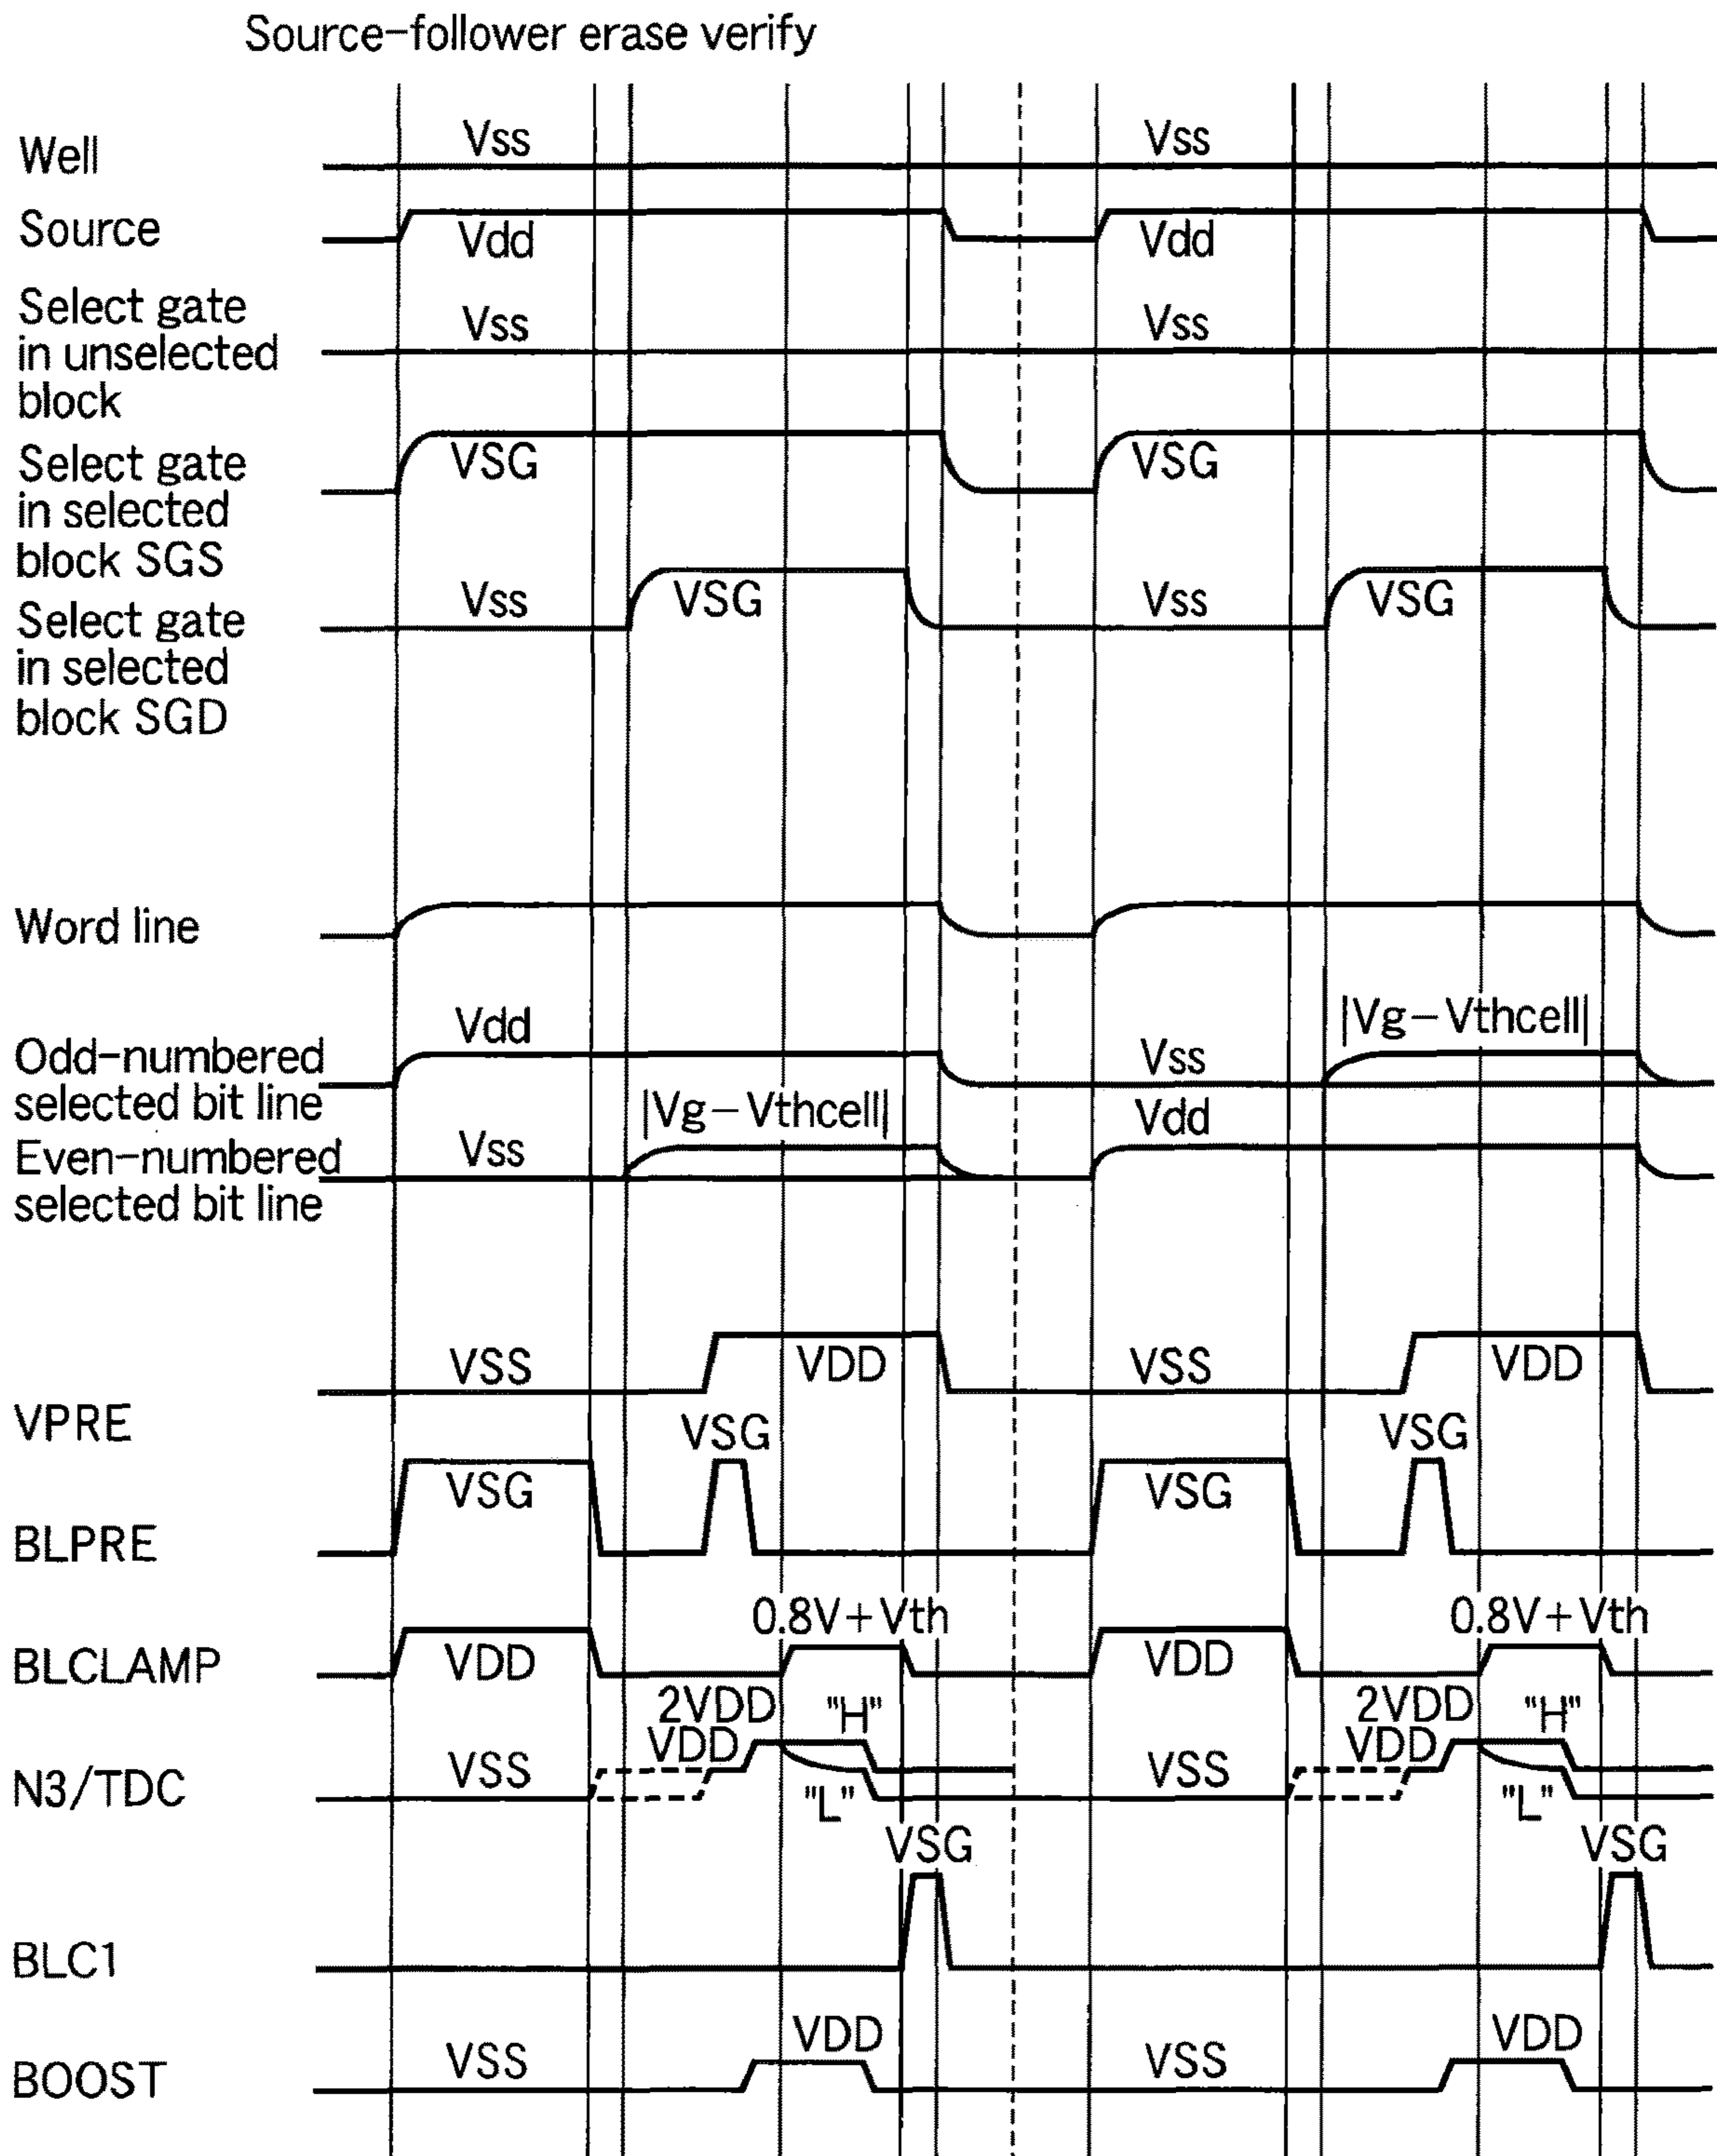 Source-follower erase verify
Well
Vss
Vss
Source
Vdd
Vdd
Select gate
in unselected
block
Vss
Vss
Select gate
in selected
block SGS
VSG
VSG
Select gate
in selected
block SGD
Vss
VSG
Vss
VSG
Word line
Odd-numbered
selected bit line
Vdd
Vss
|Vg-Vthcell|
Even-numbered
selected bit line
Vss
|Vg-Vthcell|
Vdd
VPRE
VSS
VDD
VSS
VDD
BLPRE
VSG
VSG
VSG
VSG
BLCLAMP
VDD
0.8V+Vth
VDD
0.8V+Vth
N3/TDC
VSS
VDD
2VDD
"H"
"L"
VSS
VDD
2VDD
"H"
"L"
BLC1
VSG
VSG
BOOST
VSS
VDD
VSS
VDD